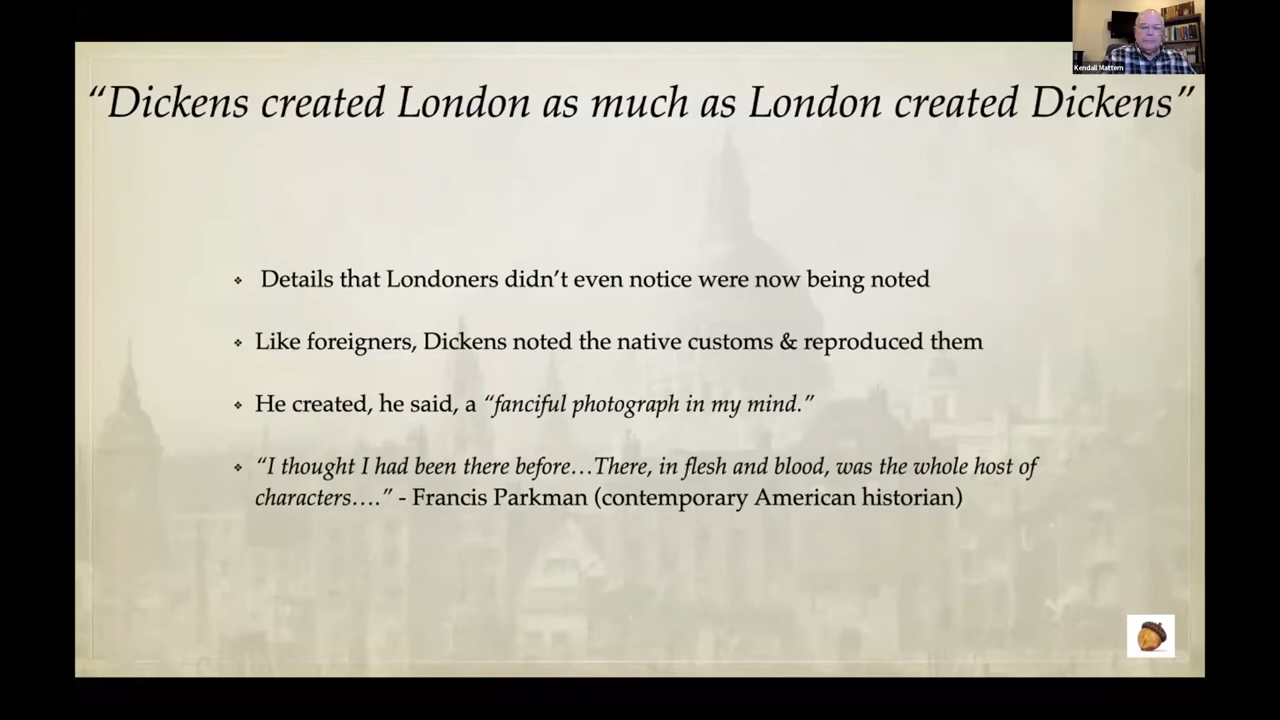 Kendall Mattern
“Dickens created London as much as London created Dickens”
Details that Londoners didn’t even notice were now being noted
Like foreigners, Dickens noted the native customs & reproduced them
He created, he said, a “fanciful photograph in my mind.”
“I thought I had been there before…There, in flesh and blood, was the whole host of
characters….” - Francis Parkman (contemporary American historian)